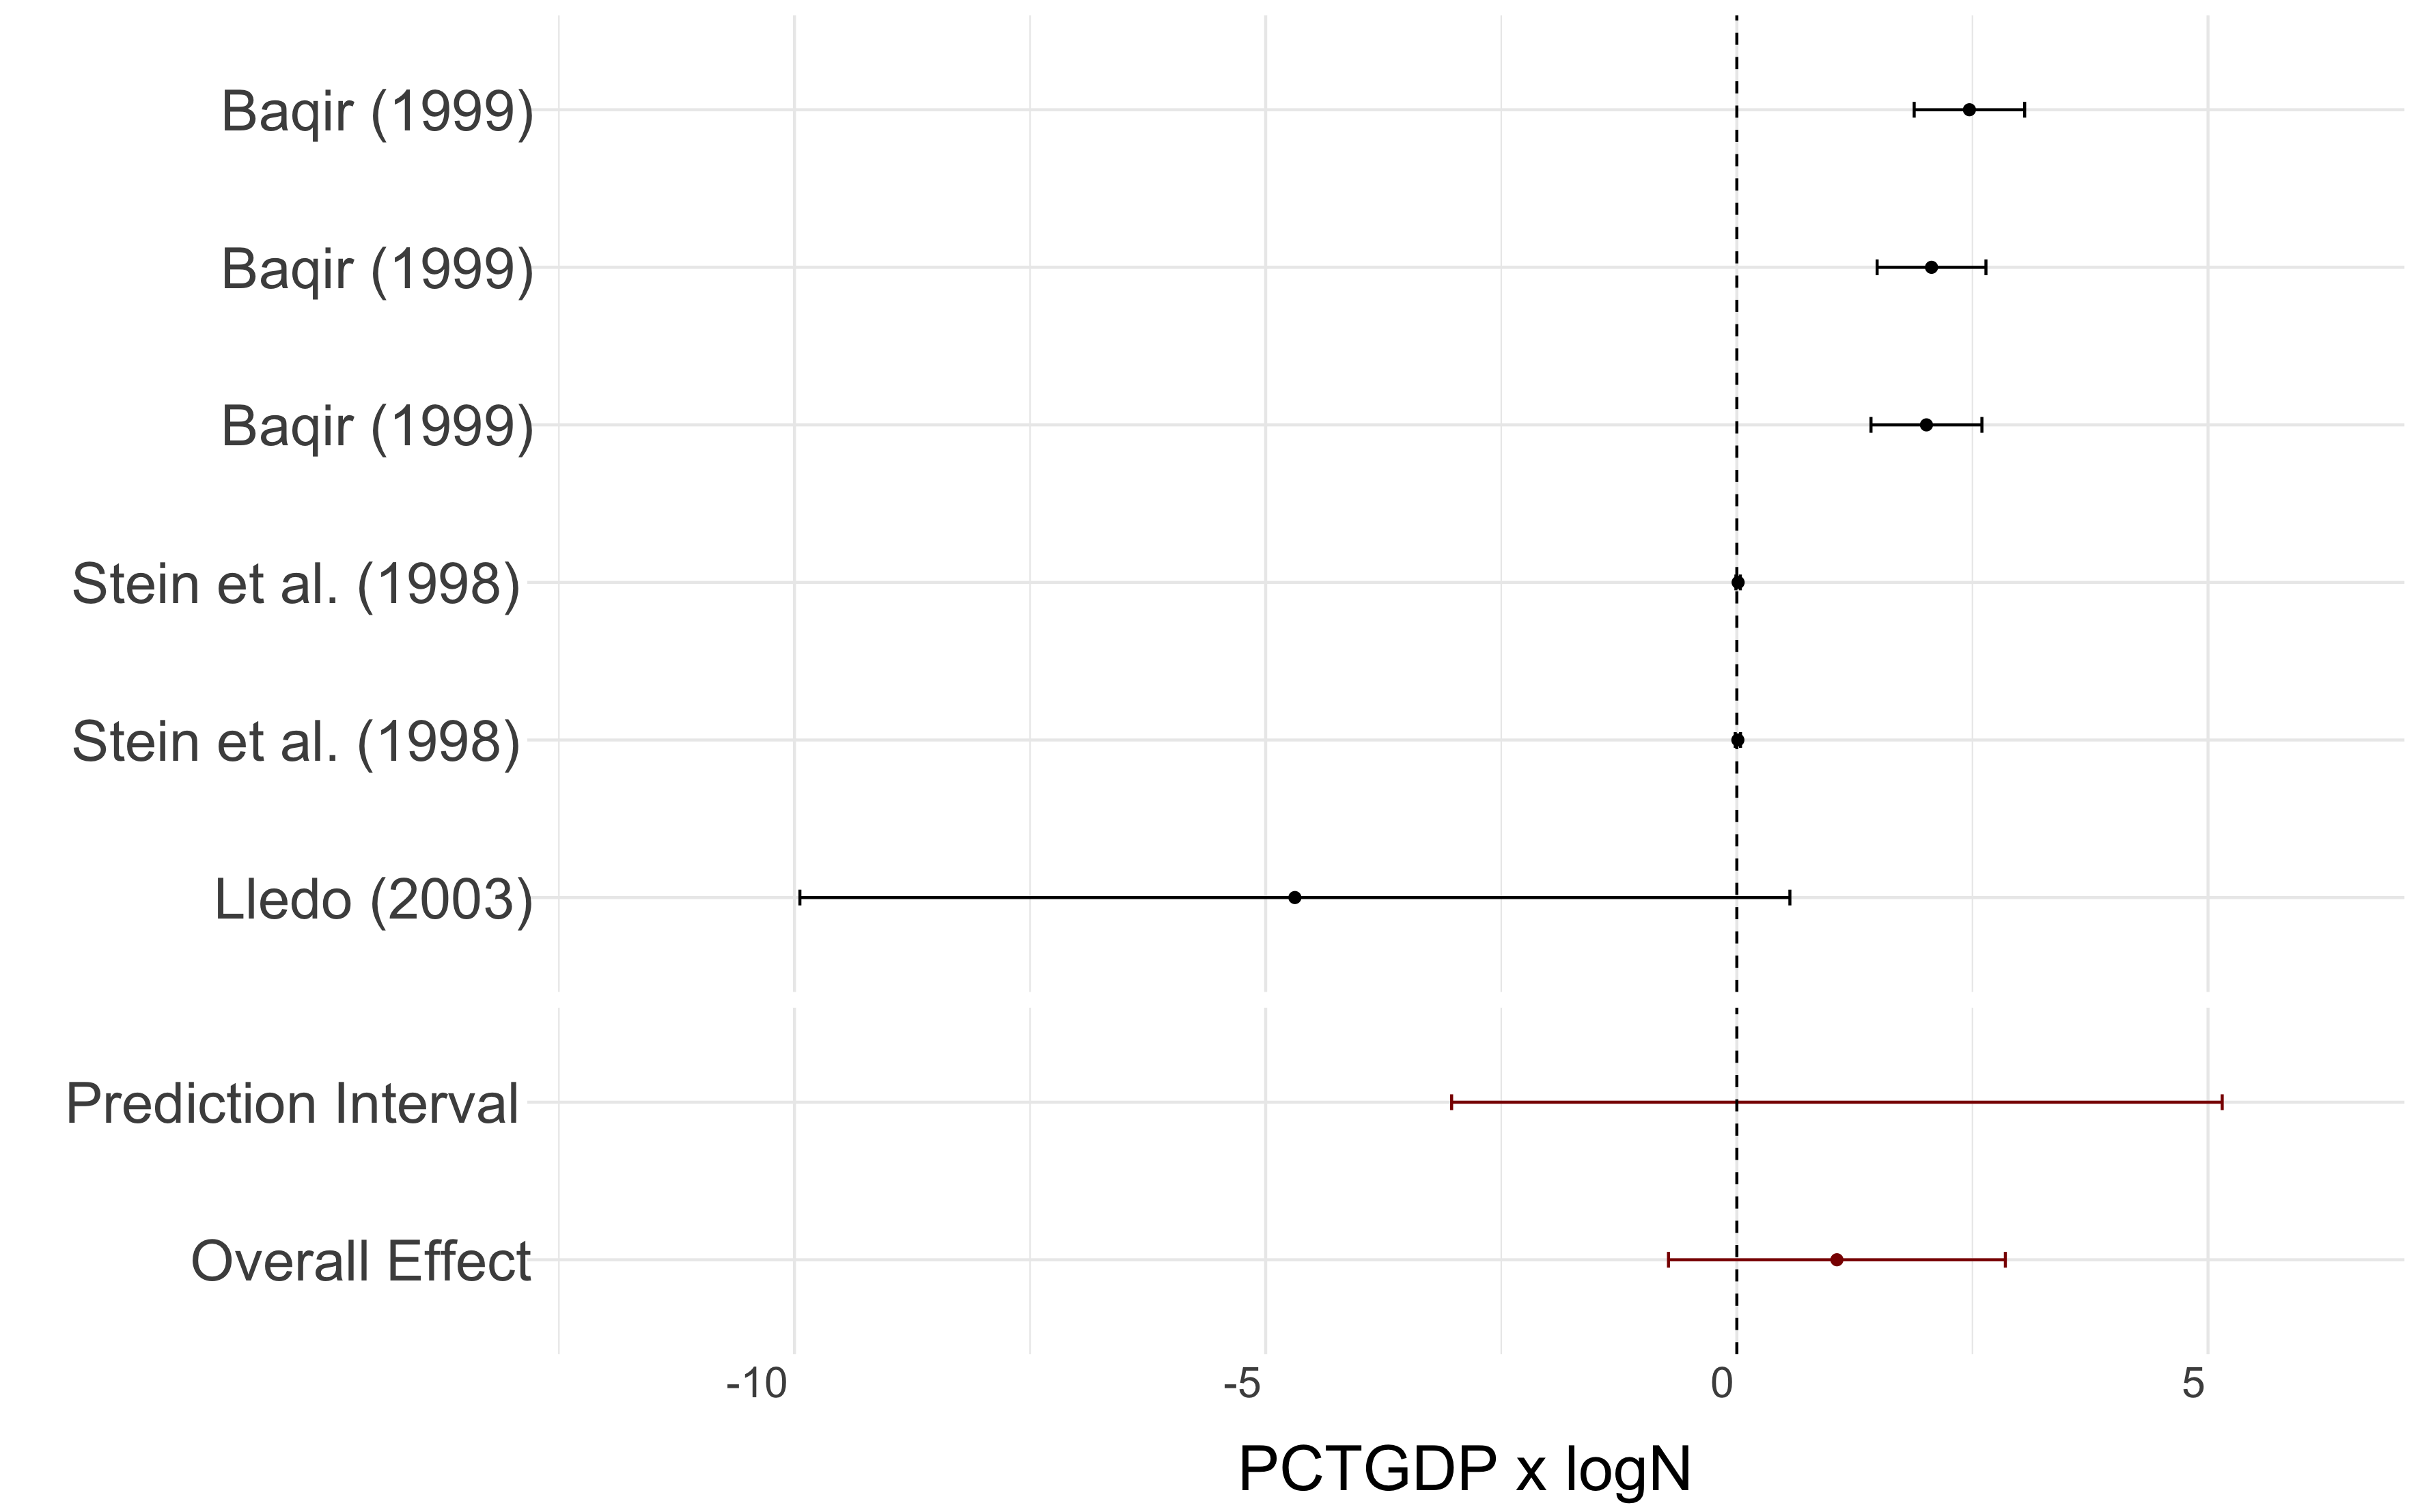 Baqir (1999)
Baqir (1999)
Baqir (1999)
Stein et al. (1998)
Stein et al. (1998)
Lledo (2003)
Prediction Interval
Overall Effect
-10 -5 0 5
PCTGDP x logN